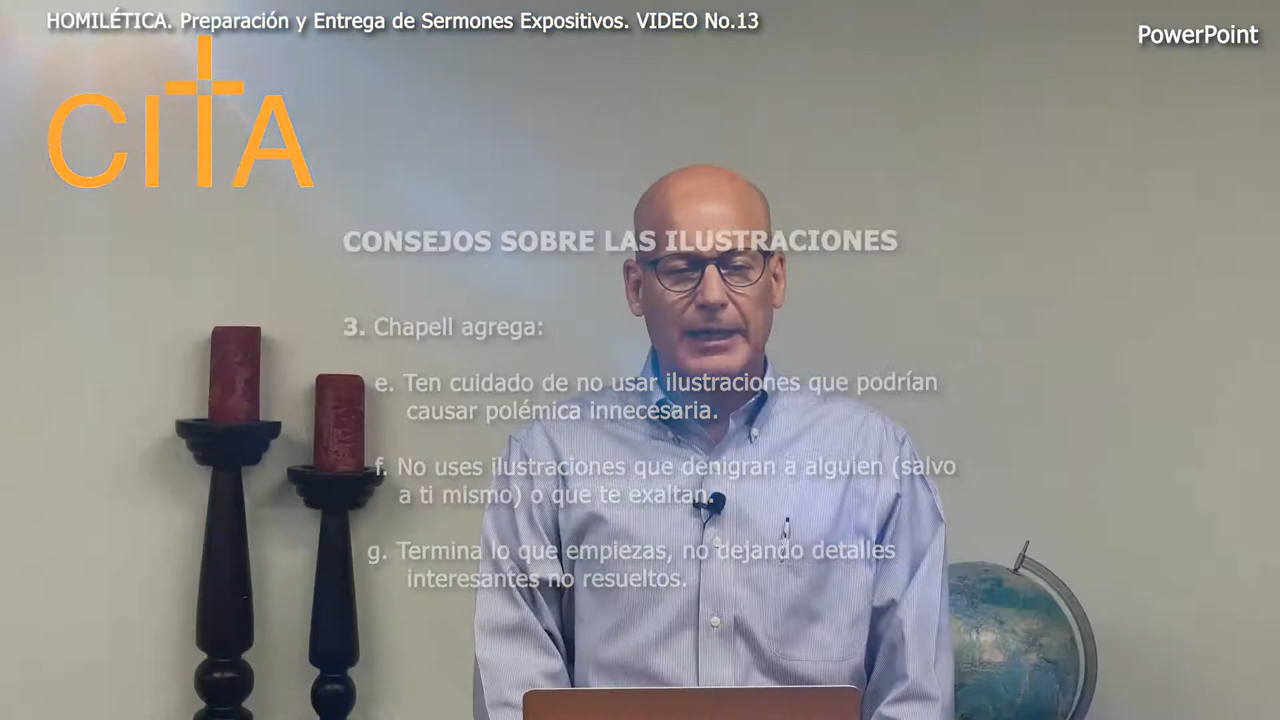 HOMILÉTICA. Preparación y Entrega de Sermones Expositivos. VIDEO No.13
PowerPoint
CITA
CONSEJOS SOBRE LAS ILUSTRACIONES
3. Chapell agrega:
e. Ten cuidado de no usar ilustraciones que podrían
causar polémica innecesaria.
f. No uses ilustraciones que denigran a alguien (salvo
a ti mismo) o que te exaltan.
g. Termina lo que empiezas, no dejando detalles
interesantes no resueltos.